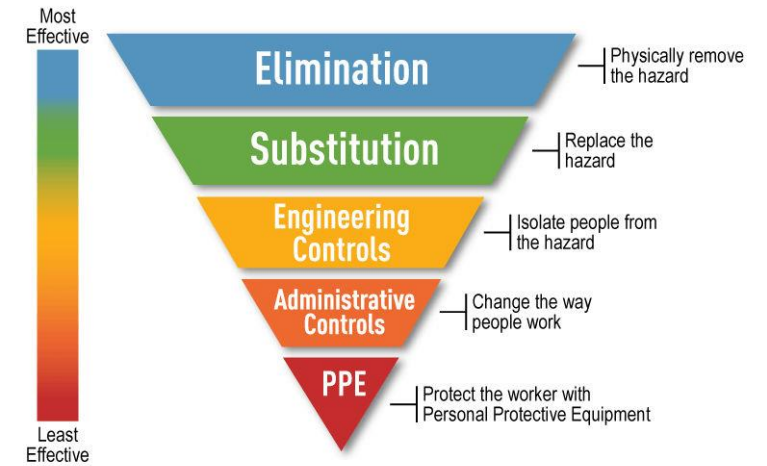 Most
Effective
Elimination
Physically remove
the hazard
Substitution
Replace the
hazard
Engineering
Controls
Isolate people from
the hazard
Administrative
Controls
Change the way
people work
PPE
Protect the worker with
Personal Protective Equipment
Least
Effective